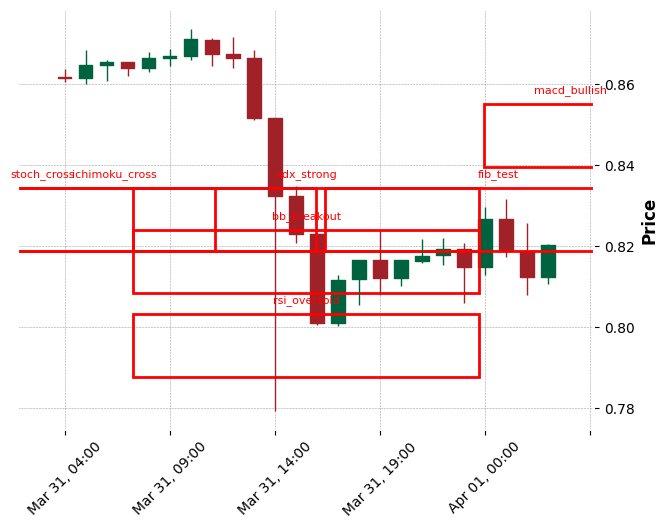 macd_bullish
0.86
0.84
stoch_cross
ichimoku_cross
adx_strong
fib_test
bb_breakout
0.82
rsi_oversold
0.80
0.78
Price
Mar 31, 04:00
Mar 31, 09:00
Mar 31, 14:00
Mar 31, 19:00
Apr 01, 00:00